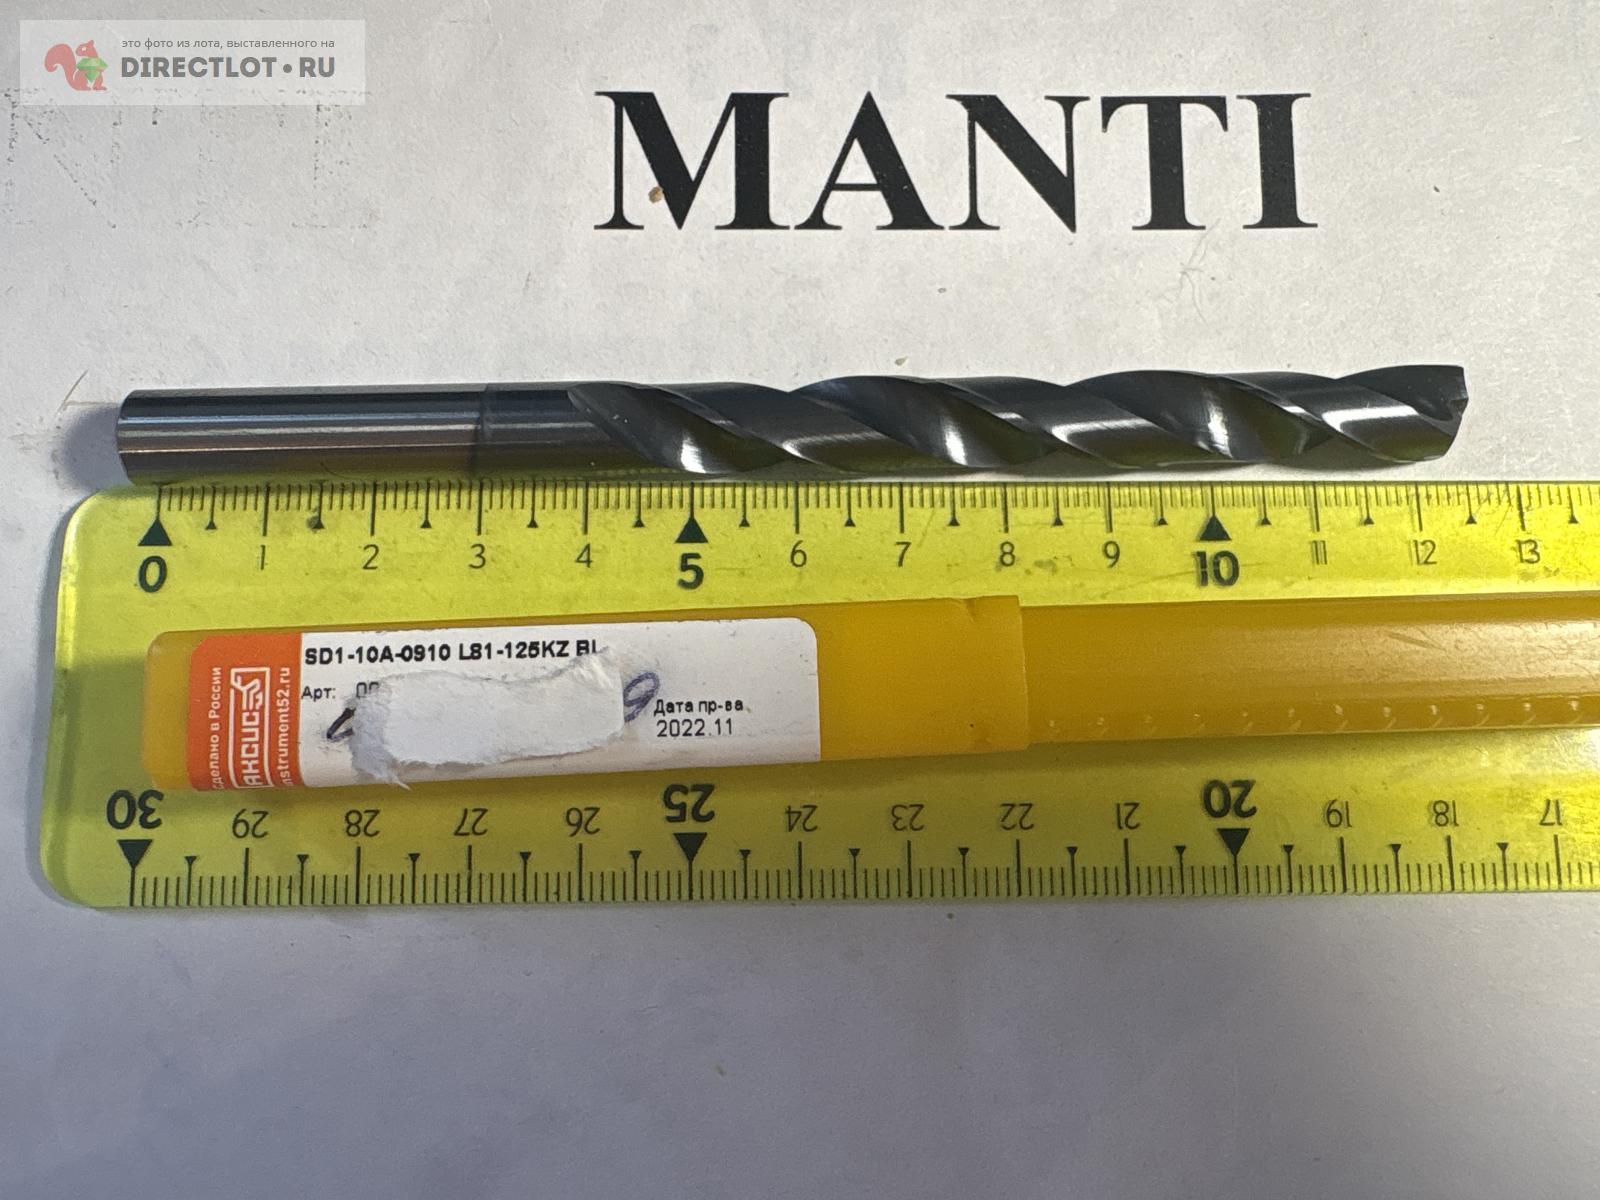 это фото из лота, выставленного на
DIRECTLOT.RU
MANTI
0 1 2 3 4 5 6 7 8 9 10 11 12 13
SD1-10A-0910 L81-125KZ
Арт:
Дата пр-ва
2022.11
сделано в России
АКСИС
instrument52.ru
30 29 28 27 26 25 24 23 22 21 20 19 18 17